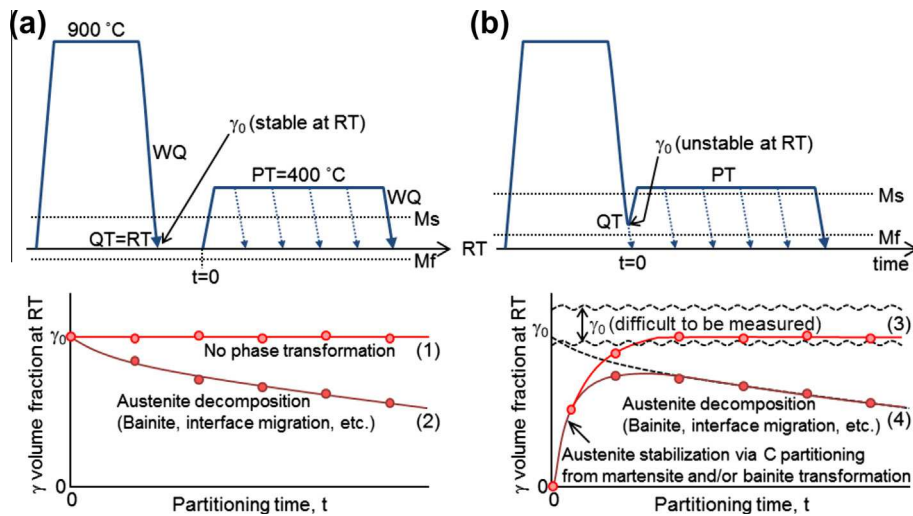 (a)
900 ˚C
γ₀ (stable at RT)
WQ
PT=400 ˚C
WQ
Ms
QT=RT
Mf
t=0
(b)
γ₀ (unstable at RT)
PT
Ms
QT
Mf
RT
t=0
time
γ volume fraction at RT
γ₀
0
No phase transformation
(1)
Austenite decomposition
(Bainite, interface migration, etc.)
(2)
Partitioning time, t
γ volume fraction at RT
γ₀
0
γ₀ (difficult to be measured)
(3)
Austenite decomposition
(Bainite, interface migration, etc.)
(4)
Austenite stabilization via C partitioning
from martensite and/or bainite transformation
Partitioning time, t